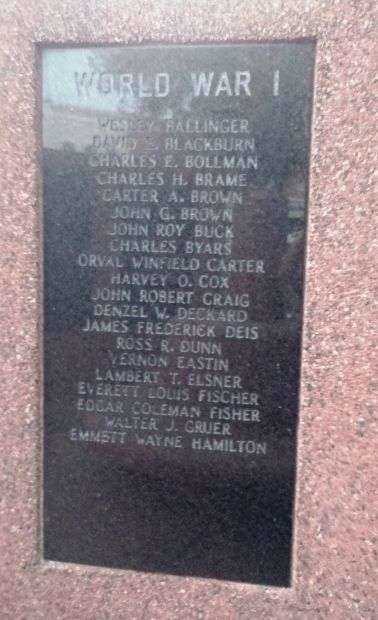 WORLD WAR I
WESLEY BALLINGER
DAVID E. BLACKBURN
CHARLES E. BOLLMAN
CHARLES H. BRAME
CARTER A. BROWN
JOHN G. BROWN
JOHN ROY BUCK
CHARLES BYARS
ORVAL WINFIELD CARTER
HARVEY O. COX
JOHN ROBERT CRAIG
DENZEL W. DECKARD
JAMES FREDERICK DEIS
ROSS R. DUNN
VERNON EASTIN
LAMBERT T. ELSNER
EVERETT LOUIS FISCHER
EDGAR COLEMAN FISHER
WALTER J. GRUER
EMMETT WAYNE HAMILTON